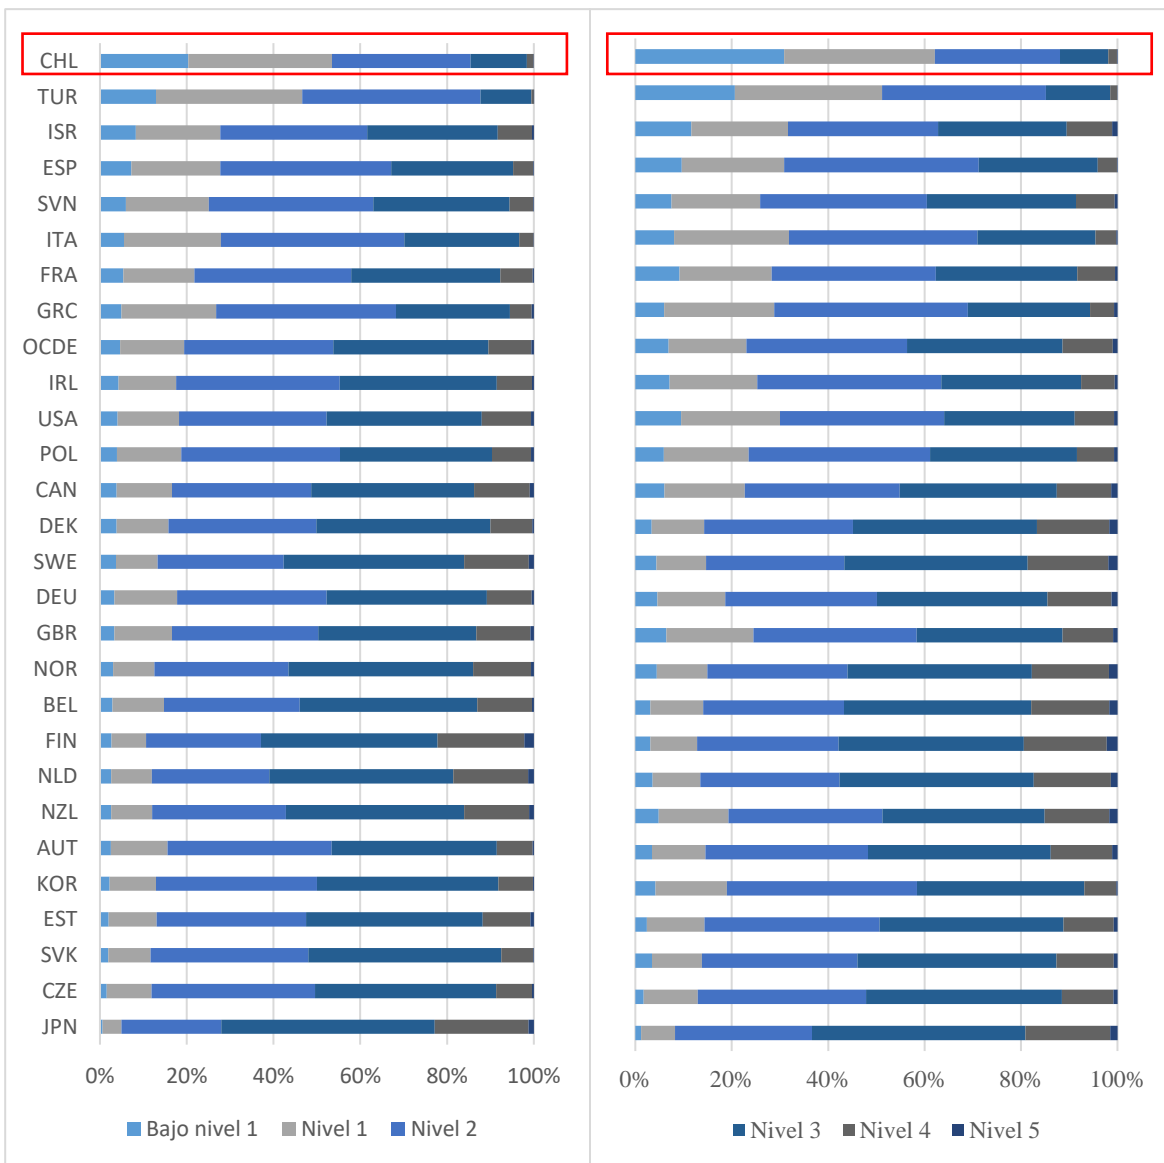 CHL
TUR
ISR
ESP
SVN
ITA
FRA
GRC
OCDE
IRL
USA
POL
CAN
DEK
SWE
DEU
GBR
NOR
BEL
FIN
NLD
NZL
AUT
KOR
EST
SVK
CZE
JPN
0% 20% 40% 60% 80% 100%
0% 20% 40% 60% 80% 100%
Bajo nivel 1 Nivel 1 Nivel 2
Nivel 3 Nivel 4 Nivel 5